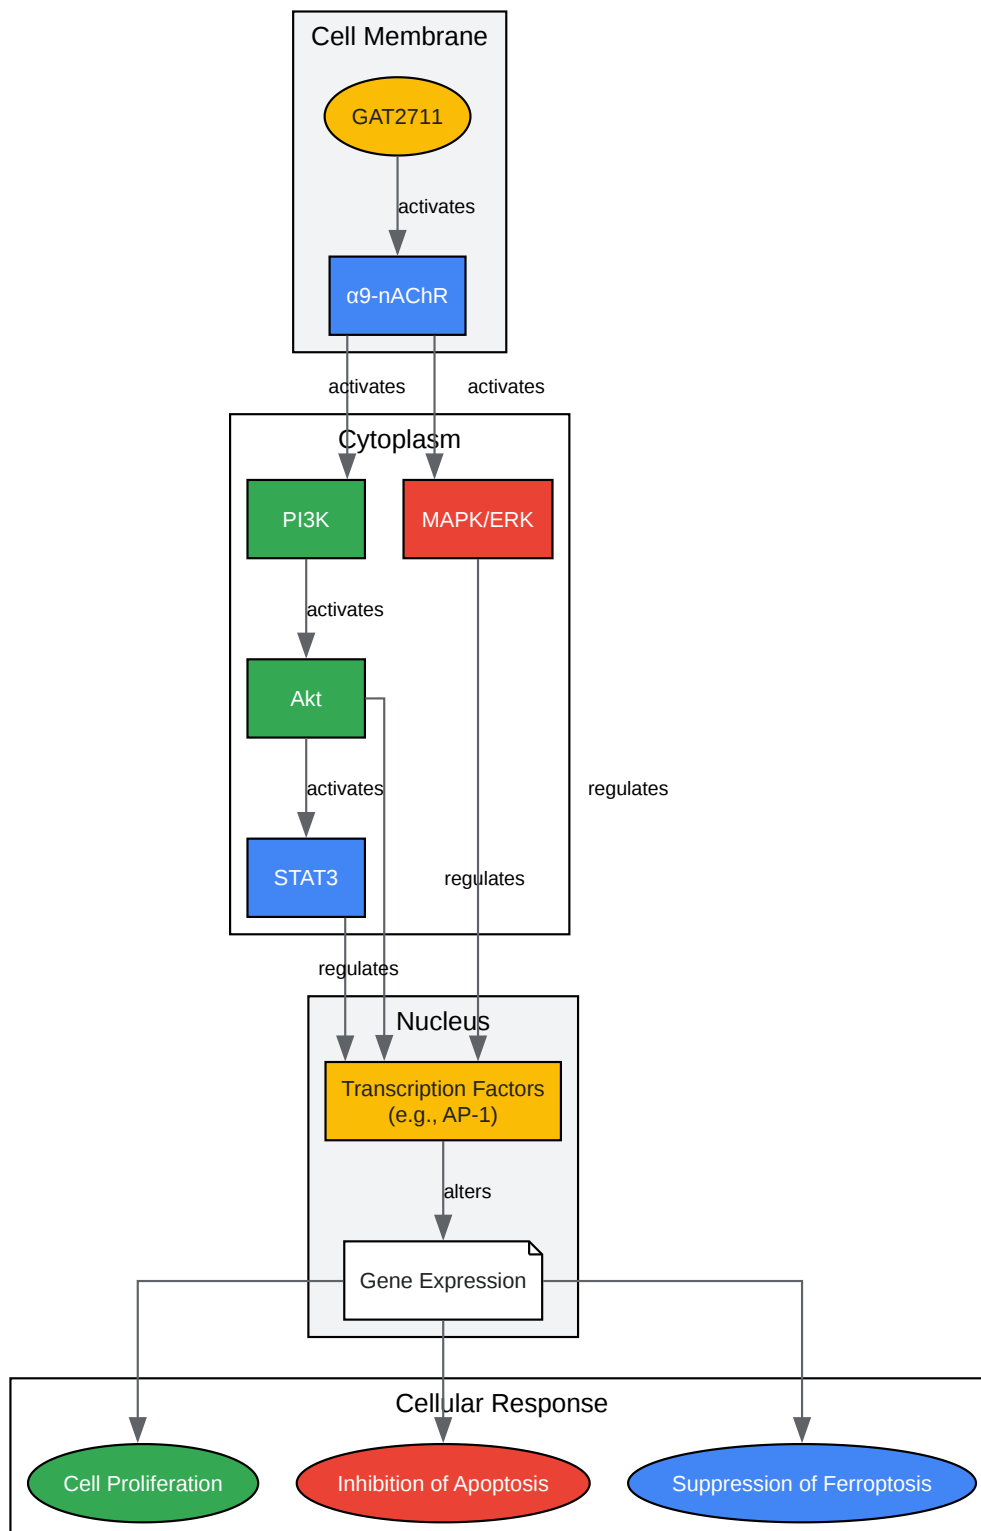 Cell Membrane
GAT2711
activates
α9-nAChR
activates
activates
Cytoplasm
PI3K
MAPK/ERK
activates
Akt
activates
regulates
STAT3
regulates
regulates
Nucleus
Transcription Factors
(e.g., AP-1)
alters
Gene Expression
Cellular Response
Cell Proliferation
Inhibition of Apoptosis
Suppression of Ferroptosis